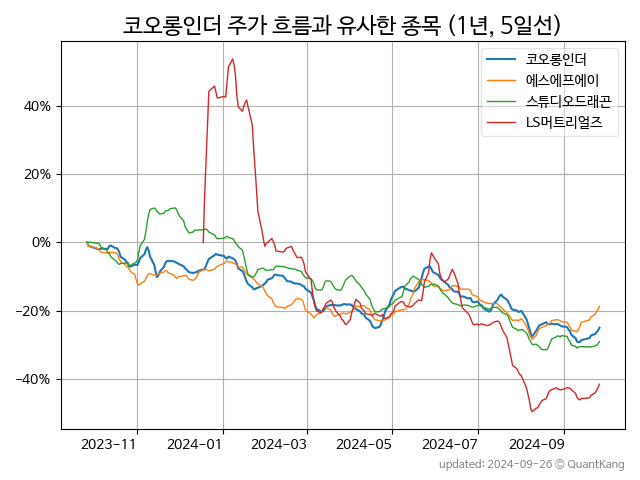 코오롱인더 주가 흐름과 유사한 종목 (1년, 5일선)
코오롱인더
에스에프에이
스튜디오드래곤
LS머트리얼즈
40%
20%
0%
−20%
−40%
2023−11
2024−01
2024−03
2024−05
2024−07
2024−09
updated: 2024-09-26 © QuantKang